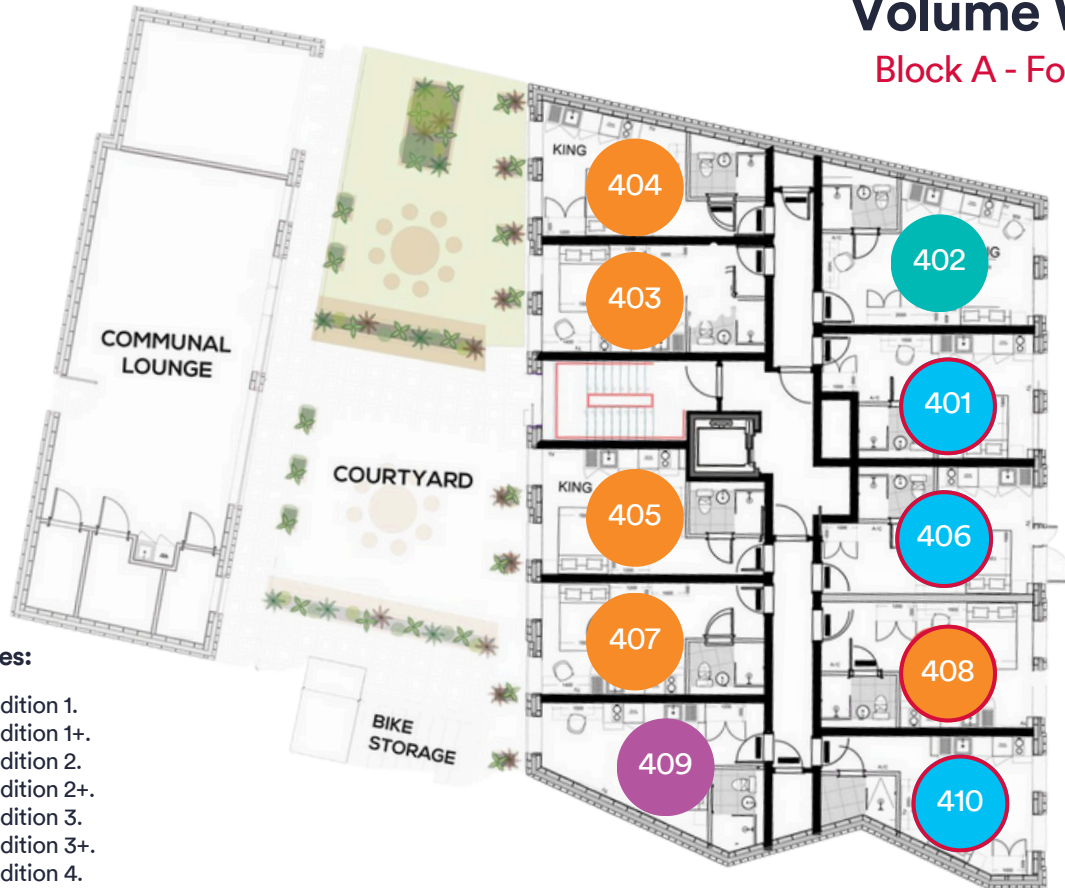 Volume
Block A - Fo
KING
404
402
403
COMMUNAL
LOUNGE
401
COURTYARD
KING
405
406
407
408
es:
dition 1.
dition 1+.
dition 2.
dition 2+.
dition 3.
dition 3+.
dition 4.
BIKE
STORAGE
409
410